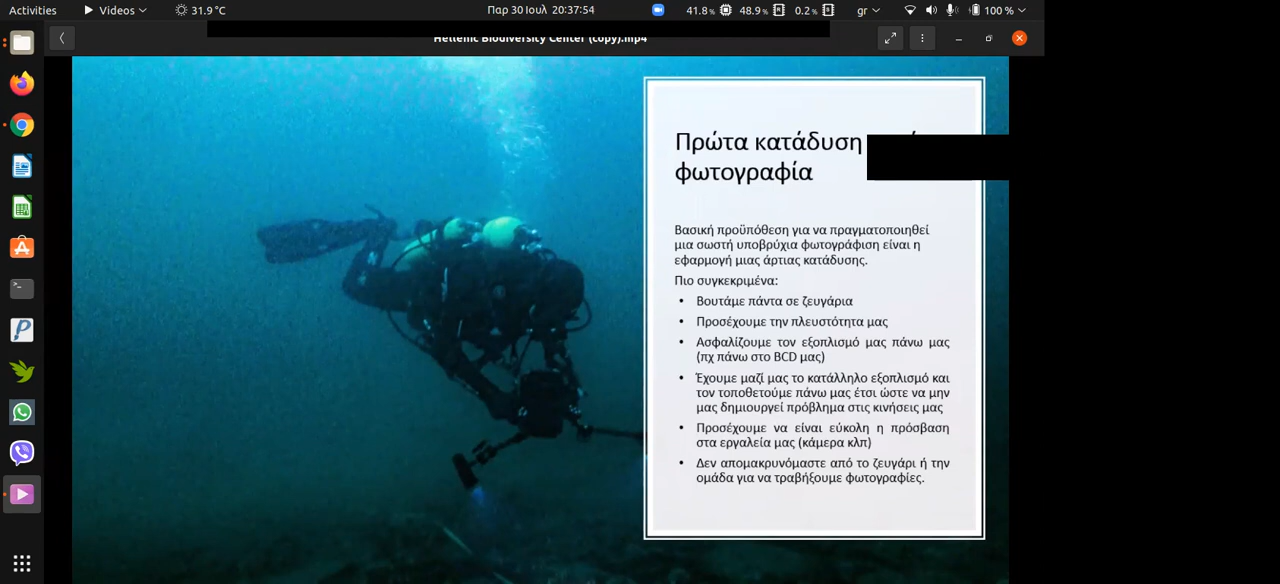 Activities
Videos
31.9 °C
Παρ 30 Ιουλ 20:37:54
41.8 %
48.9 %
0.2 %
gr
100 %
Hellenic Biodiversity Center (copy).mp4
Πρώτα κατάδυση
φωτογραφία
Βασική προϋπόθεση για να πραγματοποιηθεί
μια σωστή υποβρύχια φωτογράφιση είναι η
εφαρμογή μιας άρτιας κατάδυσης.
Πιο συγκεκριμένα:
• Βουτάμε πάντα σε ζευγάρια
• Προσέχουμε την πλευστότητα μας
• Ασφαλίζουμε τον εξοπλισμό μας πάνω μας
(πχ πάνω στο BCD μας)
• Έχουμε μαζί μας το κατάλληλο εξοπλισμό και
τον τοποθετούμε πάνω μας έτσι ώστε να μην
μας δημιουργεί πρόβλημα στις κινήσεις μας
• Προσέχουμε να είναι εύκολη η πρόσβαση
στα εργαλεία μας (κάμερα κλπ)
• Δεν απομακρυνόμαστε από το ζευγάρι ή την
ομάδα για να τραβήξουμε φωτογραφίες.